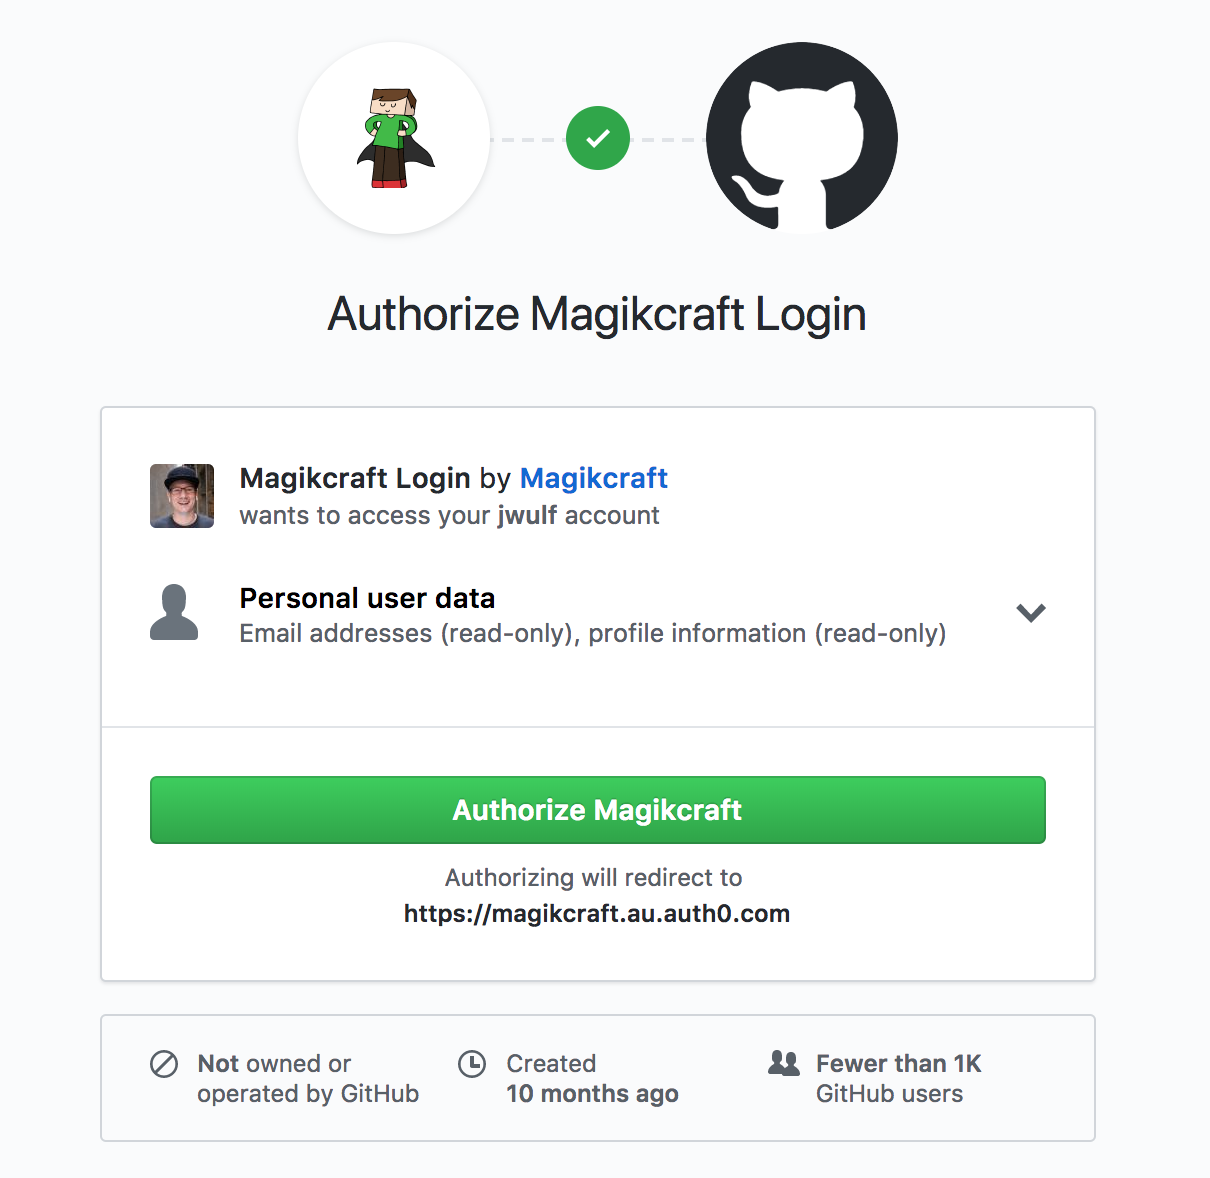 Authorize Magikcraft Login
Magikcraft Login by Magikcraft
wants to access your jwulf account
Personal user data
Email addresses (read-only), profile information (read-only)
Authorize Magikcraft
Authorizing will redirect to
https://magikcraft.au.auth0.com
Not owned or
operated by GitHub
Created
10 months ago
Fewer than 1K
GitHub users